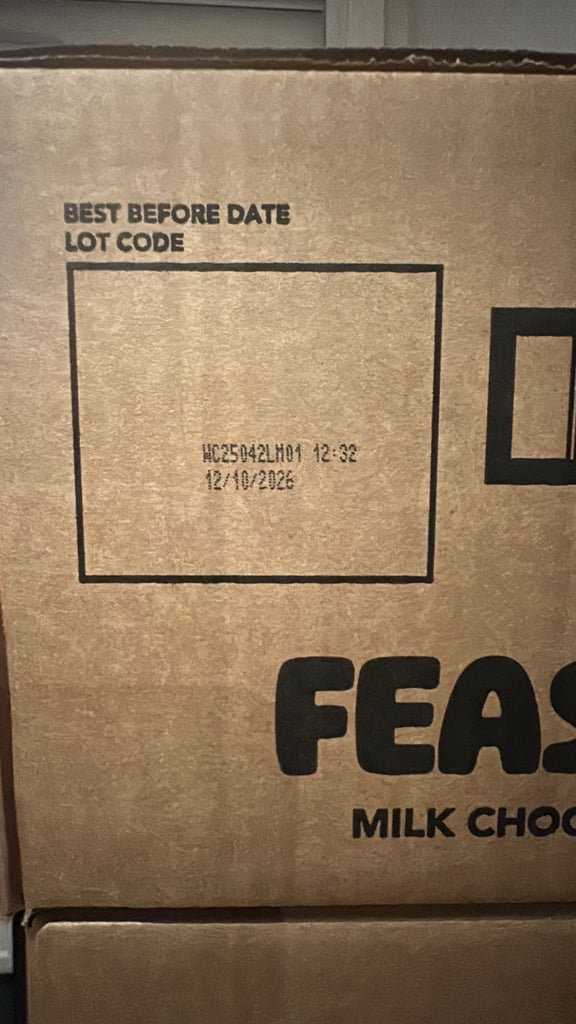 BEST BEFORE DATE
LOT CODE
WC25042LM01 12:32
12/10/2026
FEAS
MILK CHOC